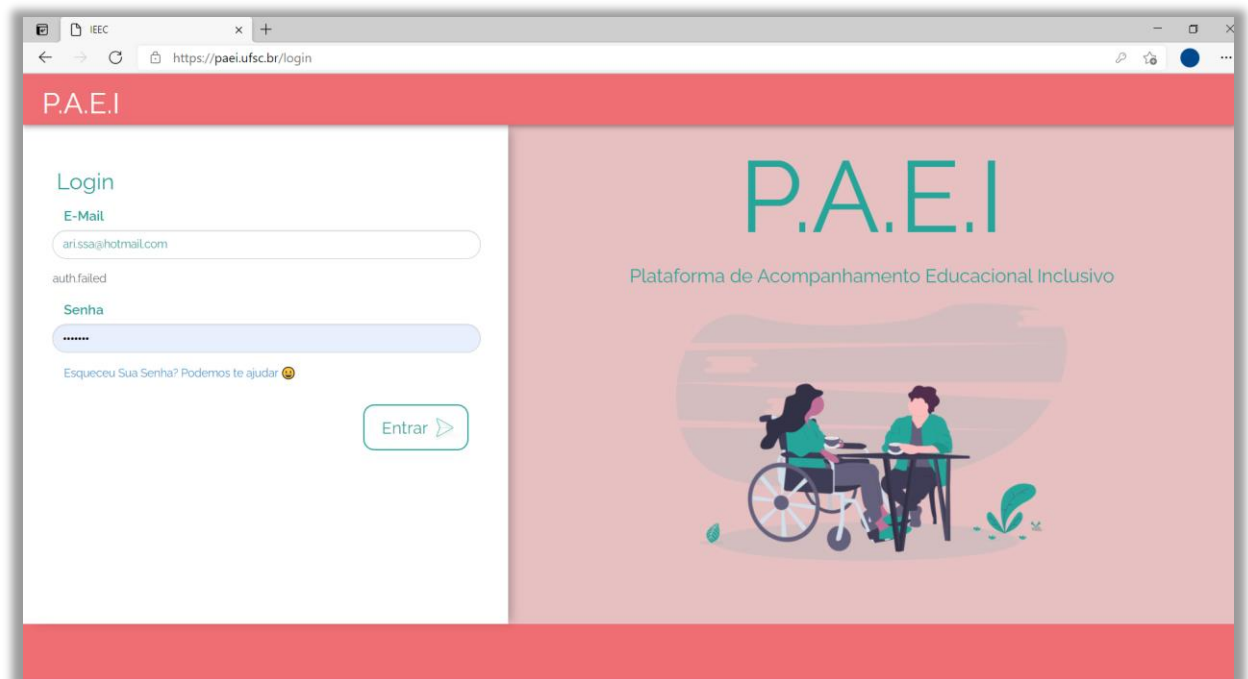 IEEC
https://paei.ufsc.br/login
P.A.E.I
Login
E-Mail
ari.ssa@hotmail.com
auth.failed
Senha
•••••••
Esqueceu Sua Senha? Podemos te ajudar 😀
Entrar
P.A.E.I
Plataforma de Acompanhamento Educacional Inclusivo